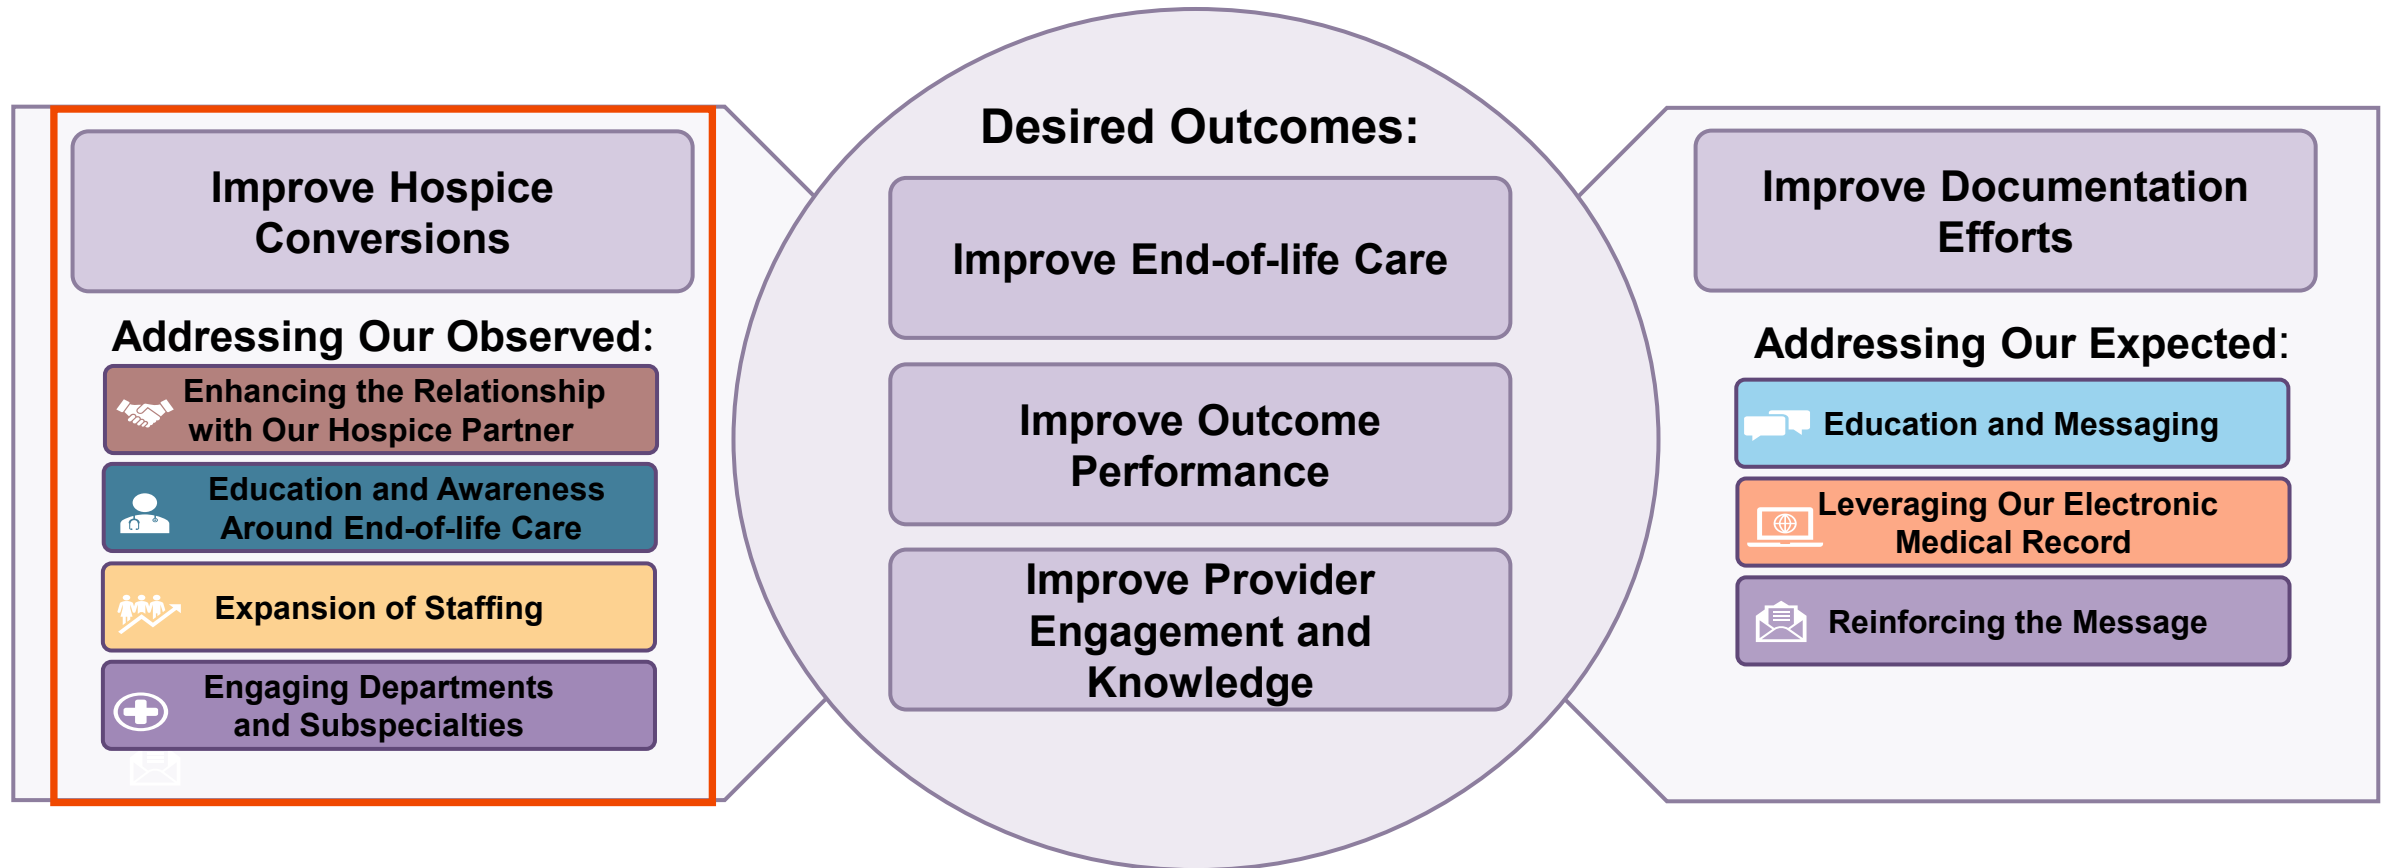 Improve Hospice
Conversions
Addressing Our Observed:
Enhancing the Relationship
with Our Hospice Partner
Education and Awareness
Around End-of-life Care
Expansion of Staffing
Engaging Departments
and Subspecialties
Desired Outcomes:
Improve End-of-life Care
Improve Outcome
Performance
Improve Provider
Engagement and
Knowledge
Improve Documentation
Efforts
Addressing Our Expected:
Education and Messaging
Leveraging Our Electronic
Medical Record
Reinforcing the Message